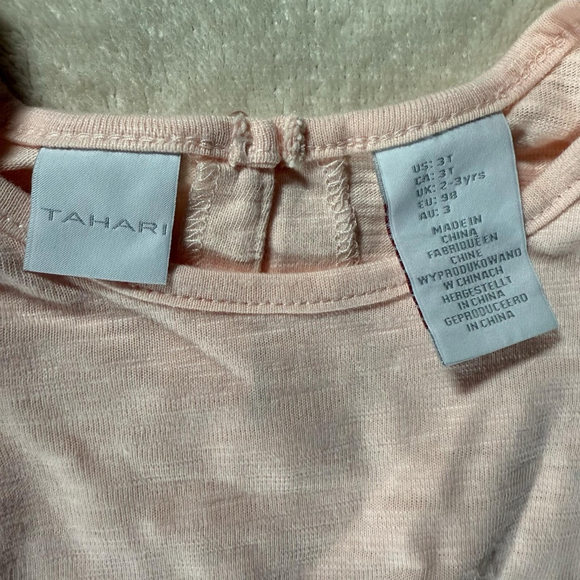 TAHARI
US: 3T
CA: 3T
UK: 2-3yrs
EU: 98
AU: 3
MADE IN
CHINA
FABRIQUE EN
CHINE
WYPRODUKOWANO
W CHINACH
HERGESTELLT
IN CHINA
GEPRODUCEERD
IN CHINA